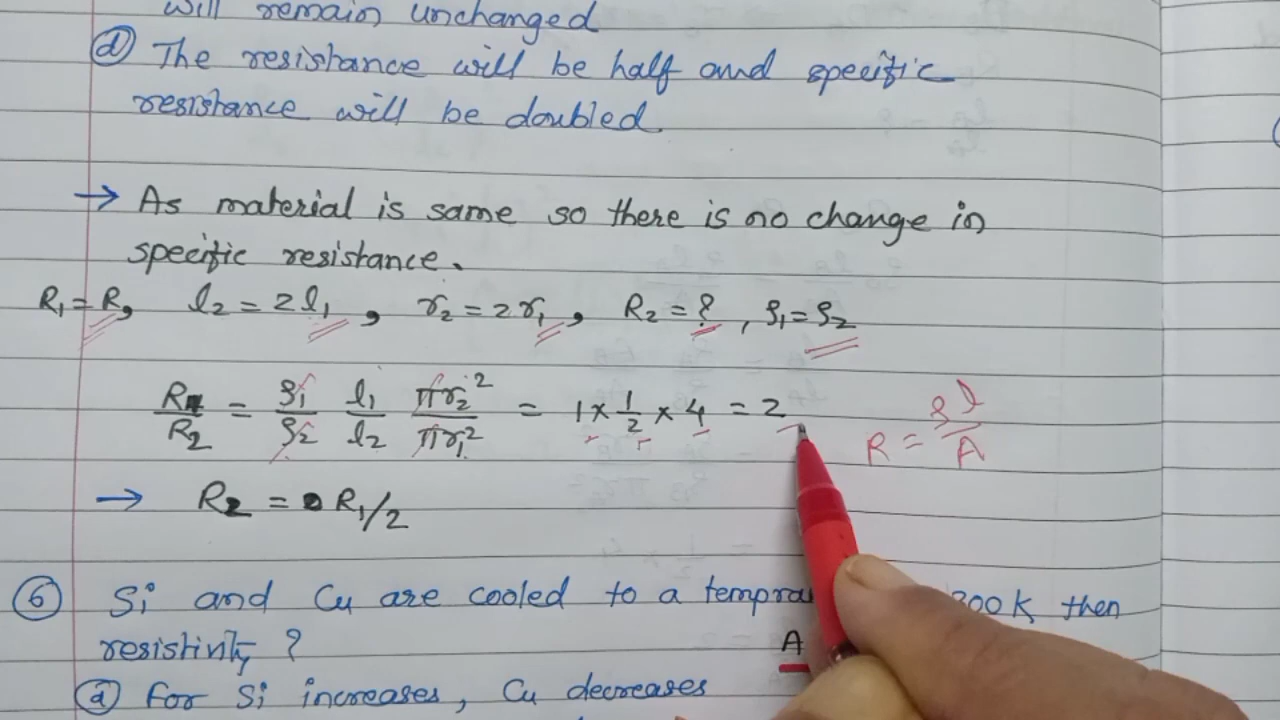 will remain unchanged
ⓓ The resistance will be half and specific
resistance will be doubled.
→ As material is same so there is no change in
specific resistance.
R₁ = R, l₂ = 2l₁, r₂ = 2r₁, R₂ = ?, ρ₁ = ρ₂
R₁/R₂ = ρ₁/ρ₂ l₁/l₂ πr₂²/πr₁² = 1 × 1/2 × 4 = 2
R = ρl/A
→ R₂ = R₁/2
⑥ Si and Cu are cooled to a tempra 300K then
resistivity ?
A
ⓐ For Si increases, Cu decreases